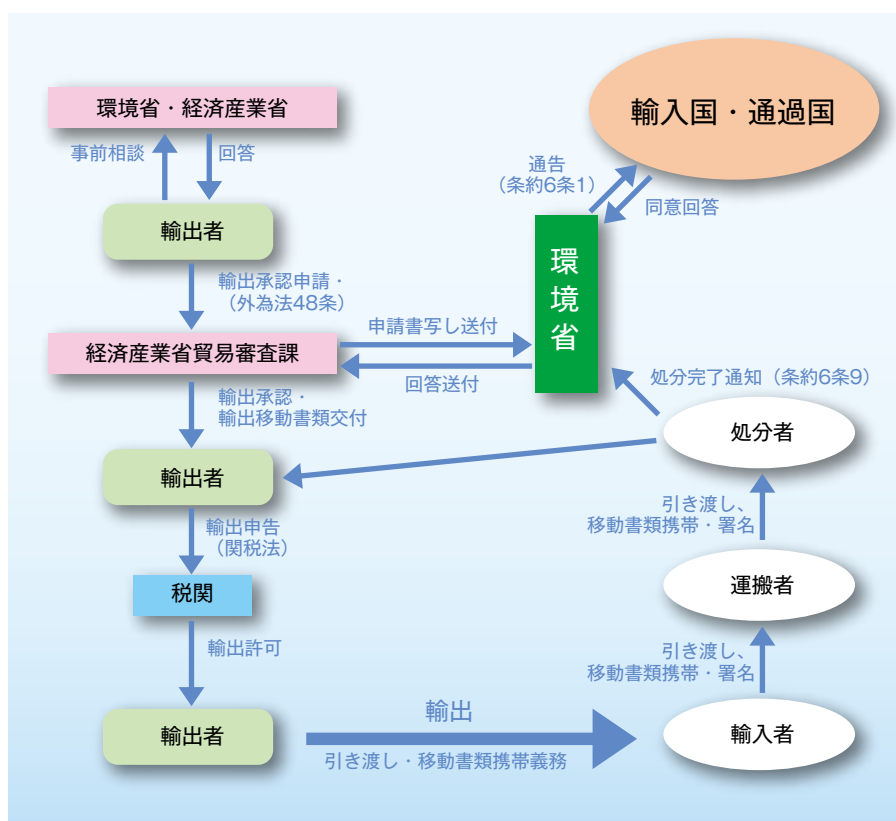 環境省・経済産業省
輸入国・通過国
事前相談
回答
通告
（条約6条1）
同意回答
輸出者
環境省
輸出承認申請・
（外為法48条）
申請書写し送付
経済産業省貿易審査課
回答送付
処分完了通知（条約6条9）
輸出承認・
輸出移動書類交付
処分者
輸出者
引き渡し、
移動書類携帯・署名
輸出申告
（関税法）
税関
運搬者
輸出許可
引き渡し、
移動書類携帯・署名
輸出
輸出者
輸入者
引き渡し・移動書類携帯義務